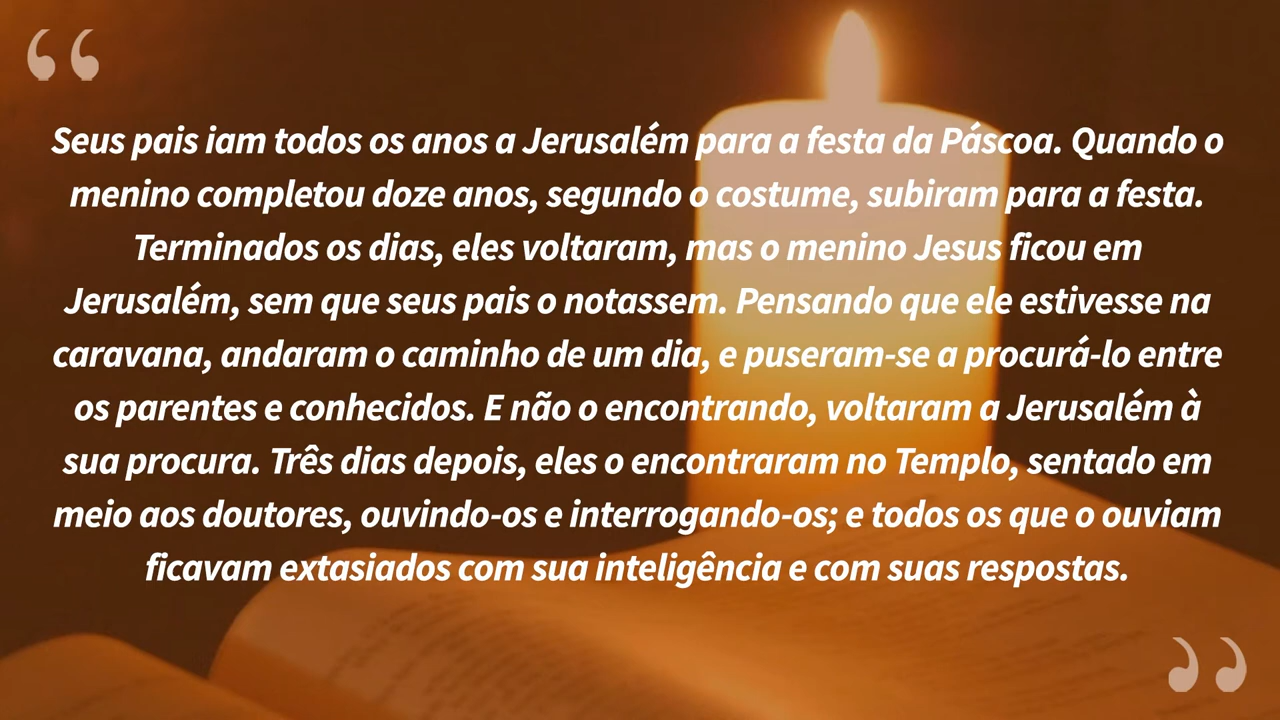 Seus pais iam todos os anos a Jerusalém para a festa da Páscoa. Quando o
menino completou doze anos, segundo o costume, subiram para a festa.
Terminados os dias, eles voltaram, mas o menino Jesus ficou em
Jerusalém, sem que seus pais o notassem. Pensando que ele estivesse na
caravana, andaram o caminho de um dia, e puseram-se a procurá-lo entre
os parentes e conhecidos. E não o encontrando, voltaram a Jerusalém à
sua procura. Três dias depois, eles o encontraram no Templo, sentado em
meio aos doutores, ouvindo-os e interrogando-os; e todos os que o ouviam
ficavam extasiados com sua inteligência e com suas respostas.